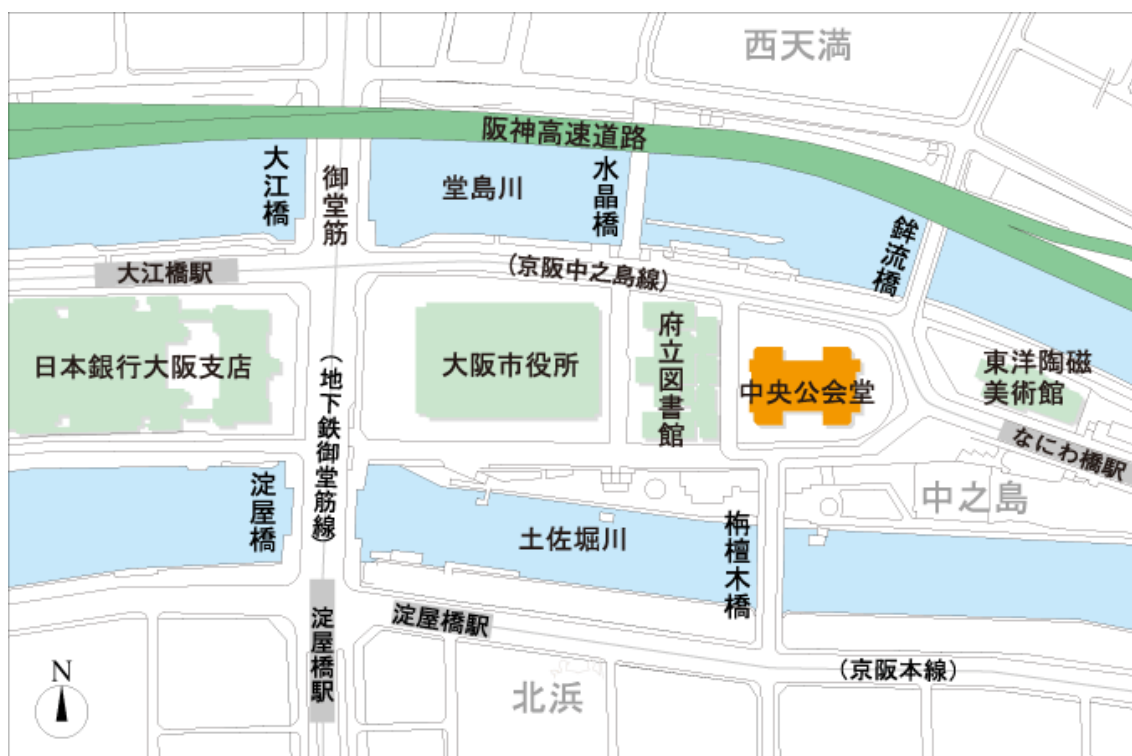 西天満
阪神高速道路
大江橋
御堂筋
堂島川
水晶橋
鉾流橋
大江橋駅
(京阪中之島線)
日本銀行大阪支店
(地下鉄御堂筋線)
大阪市役所
府立図書館
中央公会堂
東洋陶磁
美術館
なにわ橋駅
淀屋橋
土佐堀川
栴檀木橋
中之島
淀屋橋駅
淀屋橋駅
(京阪本線)
北浜
N